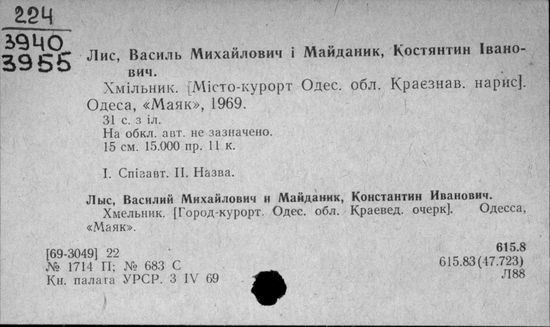 224
3940
3955
Лис, Василь Михайлович і Майданик, Костянтин Івано-
вич.
Хмільник. [Місто-курорт Одес. обл. Краєзнав. нарис].
Одеса, «Маяк», 1969.
31 с. з іл.
На обкл. авт. не зазначено.
15 см. 15.000 пр. 11 к.
І. Співавт. ІІ. Назва.
Лыс, Василий Михайлович и Майданик, Константин Иванович.
Хмельник. [Город-курорт. Одес. обл. Краевед. очерк]. Одесса,
«Маяк».
[69-3049] 22 615.8
№ 1714 П; № 683 С 615.83(47.723)
Кн. палата УРСР. 3 IV 69 Л88